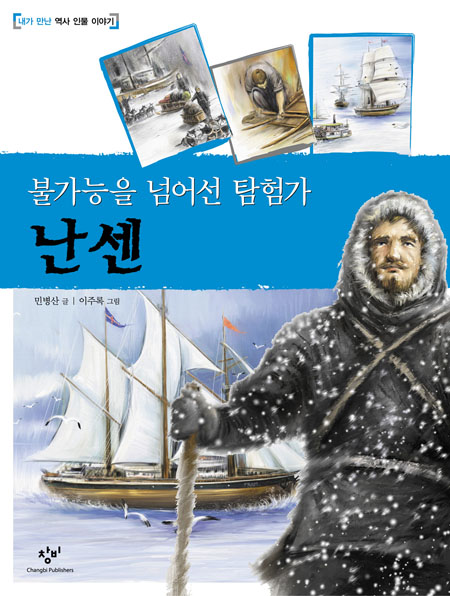 내가 만난 역사 인물 이야기
불가능을 넘어선 탐험가
난센
민병산 글 | 이주록 그림
창비
Changbi Publishers